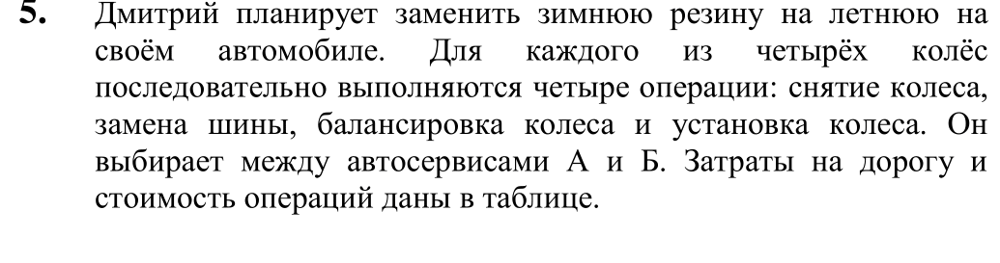 5. Дмитрий планирует заменить зимнюю резину на летнюю на
своём автомобиле. Для каждого из четырёх колёс
последовательно выполняются четыре операции: снятие колеса,
замена шины, балансировка колеса и установка колеса. Он
выбирает между автосервисами А и Б. Затраты на дорогу и
стоимость операций даны в таблице.